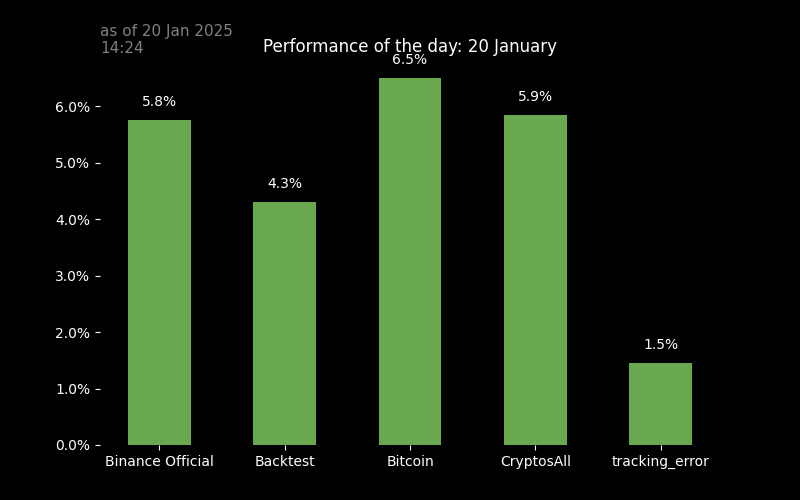 as of 20 Jan 2025
14:24
Performance of the day: 20 January
6.5%
5.8%
5.9%
4.3%
1.5%
6.0%
5.0%
4.0%
3.0%
2.0%
1.0%
0.0%
Binance Official
Backtest
Bitcoin
CryptosAll
tracking_error